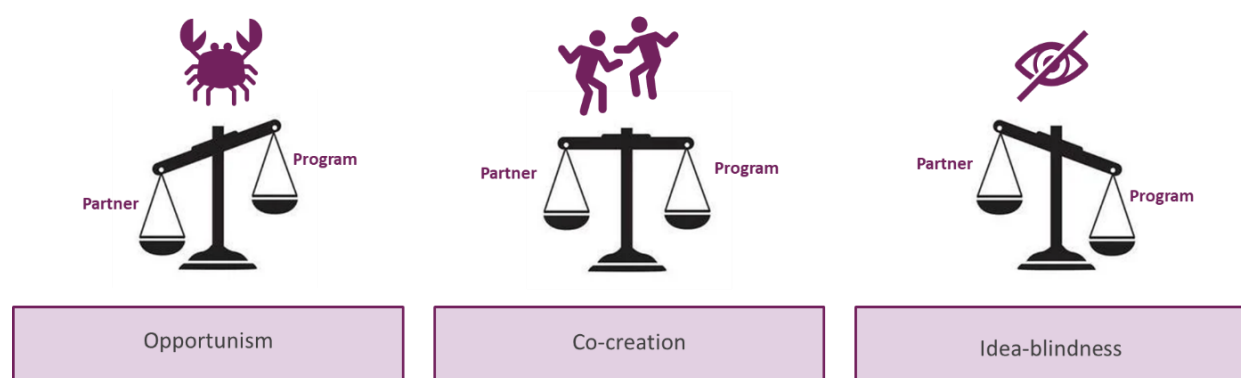 Partner
Program
Partner
Program
Partner
Program
Opportunism
Co-creation
Idea-blindness